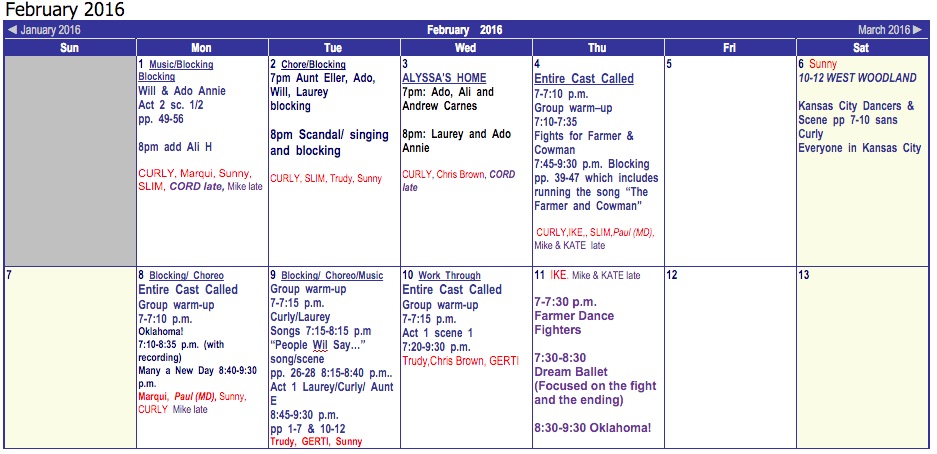 February 2016
◀ January 2016
February 2016
March 2016 ▶
Sun
Mon
Tue
Wed
Thu
Fri
Sat
1 Music/Blocking
Blocking
Will & Ado Annie
Act 2 sc. 1/2
pp. 49-56
8pm add Ali H
CURLY, Marqui, Sunny,
SLIM, CORD late, Mike late
2 Chore/Blocking
7pm Aunt Eller, Ado,
Will, Laurey
blocking
8pm Scandal/ singing
and blocking
CURLY, SLIM, Trudy, Sunny
3
ALYSSA'S HOME
7pm: Ado, Ali and
Andrew Carnes
8pm: Laurey and Ado
Annie
CURLY, Chris Brown, CORD
late
4
Entire Cast Called
7-7:10 p.m.
Group warm–up
7:10-7:35
Fights for Farmer &
Cowman
7:45-9:30 p.m. Blocking
pp. 39-47 which includes
running the song “The
Farmer and Cowman”
CURLY,IKE,, SLIM,Paul (MD),
Mike & KATE late
5
6 Sunny
10-12 WEST WOODLAND
Kansas City Dancers &
Scene pp 7-10 sans
Curly
Everyone in Kansas City
7
8 Blocking/ Choreo
Entire Cast Called
Group warm-up
7-7:10 p.m.
Oklahoma!
7:10-8:35 p.m. (with
recording)
Many a New Day 8:40-9:30
p.m.
Marqui, Paul (MD), Sunny,
CURLY Mike late
9 Blocking/ Choreo/Music
Group warm-up
7-7:15 p.m.
Curly/Laurey
Songs 7:15-8:15 p.m
“People Wil Say…”
song/scene
pp. 26-28 8:15-8:40 p.m..
Act 1 Laurey/Curly/ Aunt
E
8:45-9:30 p.m.
pp 1-7 & 10-12
Trudy, GERTI, Sunny
10 Work Through
Entire Cast Called
Group warm-up
7-7:15 p.m.
Act 1 scene 1
7:20-9:30 p.m.
Trudy,Chris Brown, GERTI
11 IKE. Mike & KATE late
7-7:30 p.m.
Farmer Dance
Fighters
7:30-8:30
Dream Ballet
(Focused on the fight
and the ending)
8:30-9:30 Oklahoma!
12
13